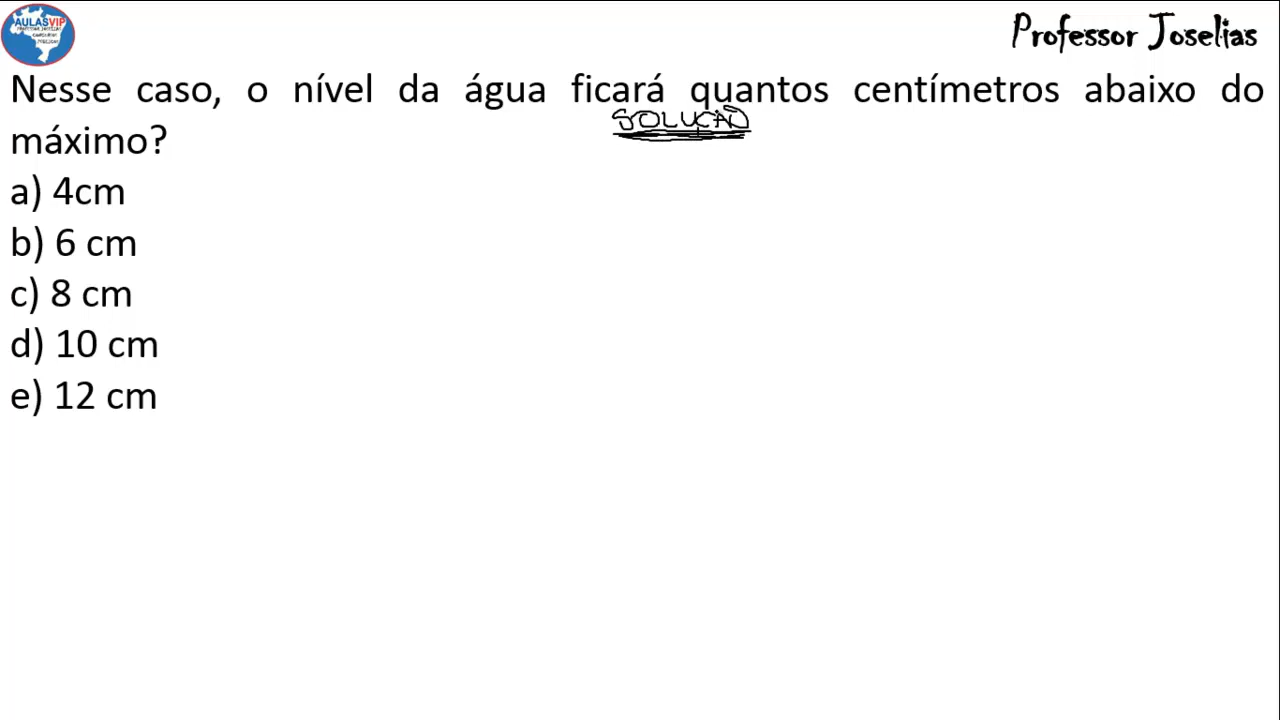 AULASVIP
Professor Joselias
Nesse caso, o nível da água ficará quantos centímetros abaixo do
SOLUÇÃO
máximo?
a) 4cm
b) 6 cm
c) 8 cm
d) 10 cm
e) 12 cm